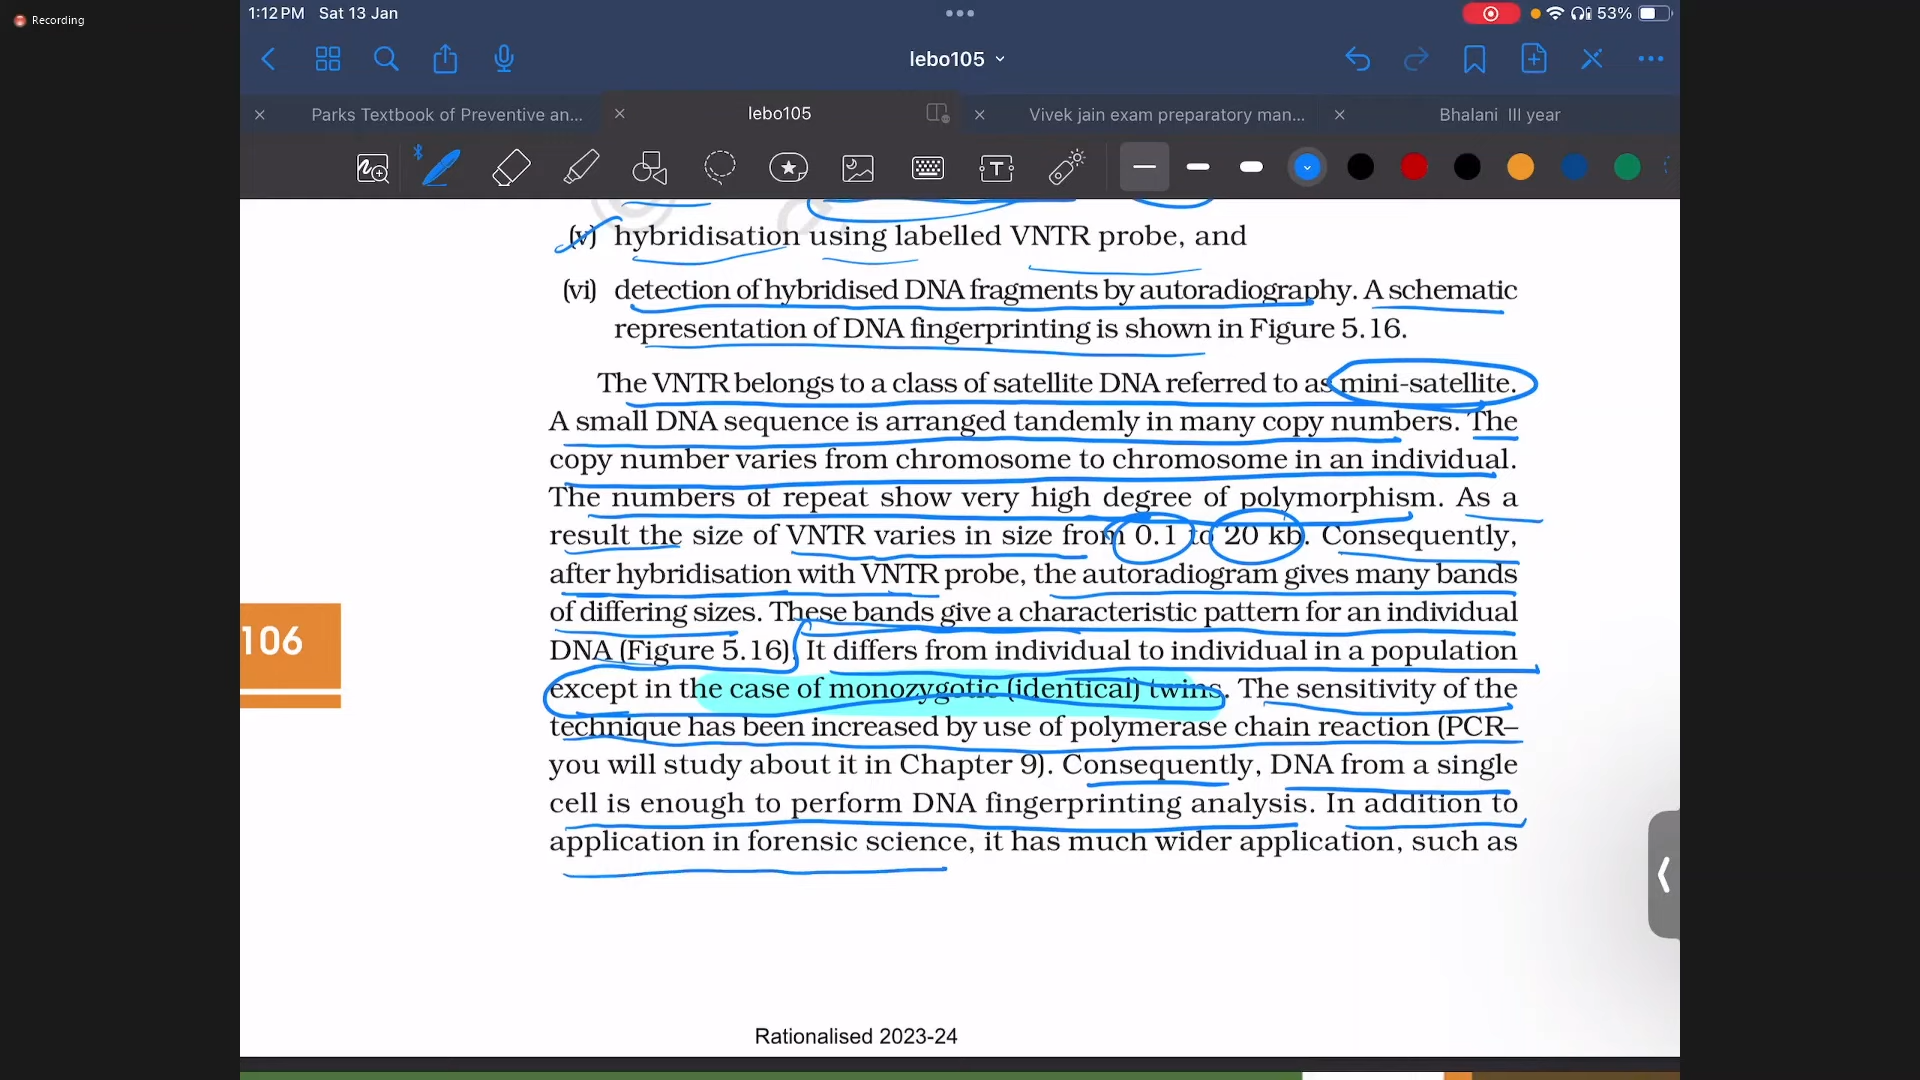 Recording
1:12 PM Sat 13 Jan
53%
lebo105
Parks Textbook of Preventive an...
lebo105
Vivek jain exam preparatory man...
Bhalani III year
(v) hybridisation using labelled VNTR probe, and
(vi) detection of hybridised DNA fragments by autoradiography. A schematic
representation of DNA fingerprinting is shown in Figure 5.16.
The VNTR belongs to a class of satellite DNA referred to as mini-satellite.
A small DNA sequence is arranged tandemly in many copy numbers. The
copy number varies from chromosome to chromosome in an individual.
The numbers of repeat show very high degree of polymorphism. As a
result the size of VNTR varies in size from 0.1 to 20 kb. Consequently,
after hybridisation with VNTR probe, the autoradiogram gives many bands
of differing sizes. These bands give a characteristic pattern for an individual
DNA (Figure 5.16). It differs from individual to individual in a population
except in the case of monozygotic (identical) twins. The sensitivity of the
technique has been increased by use of polymerase chain reaction (PCR–
you will study about it in Chapter 9). Consequently, DNA from a single
cell is enough to perform DNA fingerprinting analysis. In addition to
application in forensic science, it has much wider application, such as
106
Rationalised 2023-24